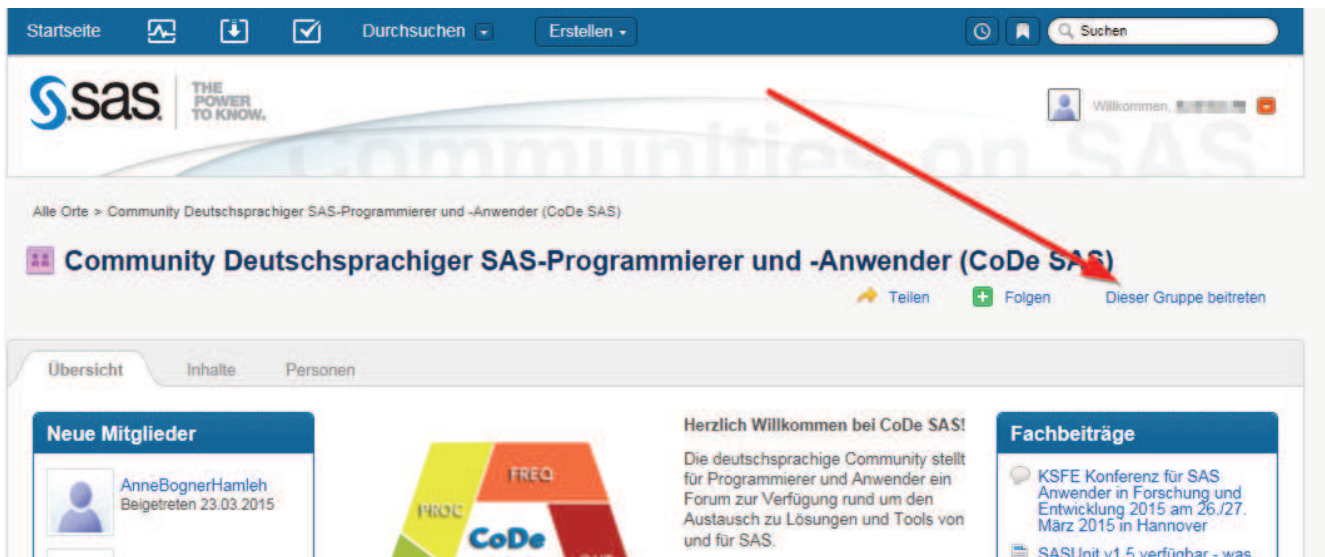 Startseite Durchsuchen Erstellen Suchen
sas THE
POWER
TO KNOW.
Willkommen,
Communities on SAS
Alle Orte > Community Deutschsprachiger SAS-Programmierer und -Anwender (CoDe SAS)
Community Deutschsprachiger SAS-Programmierer und -Anwender (CoDe SAS)
Teilen Folgen Dieser Gruppe beitreten
Übersicht Inhalte Personen
Neue Mitglieder
AnneBognerHamleh
Beigetreten 23.03.2015
FREQ
PROC
CoDe
Herzlich Willkommen bei CoDe SAS!
Die deutschsprachige Community stellt
für Programmierer und Anwender ein
Forum zur Verfügung rund um den
Austausch zu Lösungen und Tools von
und für SAS.
Fachbeiträge
KSFE Konferenz für SAS
Anwender in Forschung und
Entwicklung 2015 am 26./27.
März 2015 in Hannover
SASUnit v1.5 verfügbar - was